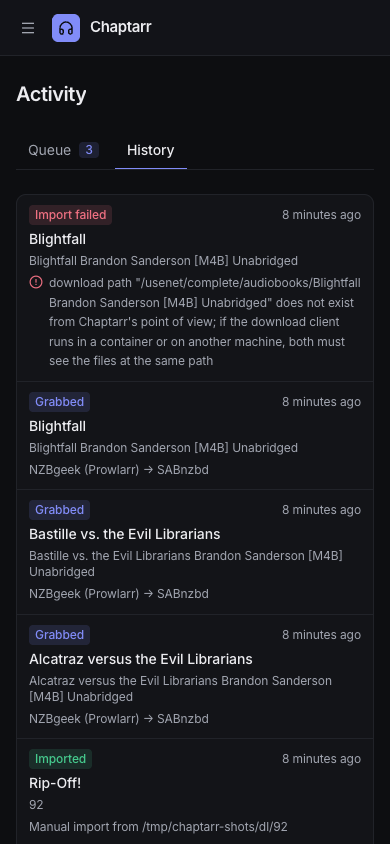 Chaptarr
Activity
Queue 3
History
Import failed
8 minutes ago
Blightfall
Blightfall Brandon Sanderson [M4B] Unabridged
download path "/usenet/complete/audiobooks/Blightfall
Brandon Sanderson [M4B] Unabridged" does not exist
from Chaptarr's point of view; if the download client
runs in a container or on another machine, both must
see the files at the same path
Grabbed
8 minutes ago
Blightfall
Blightfall Brandon Sanderson [M4B] Unabridged
NZBgeek (Prowlarr) → SABnzbd
Grabbed
8 minutes ago
Bastille vs. the Evil Librarians
Bastille vs. the Evil Librarians Brandon Sanderson [M4B]
Unabridged
NZBgeek (Prowlarr) → SABnzbd
Grabbed
8 minutes ago
Alcatraz versus the Evil Librarians
Alcatraz versus the Evil Librarians Brandon Sanderson
[M4B] Unabridged
NZBgeek (Prowlarr) → SABnzbd
Imported
8 minutes ago
Rip-Off!
92
Manual import from /tmp/chaptarr-shots/dl/92